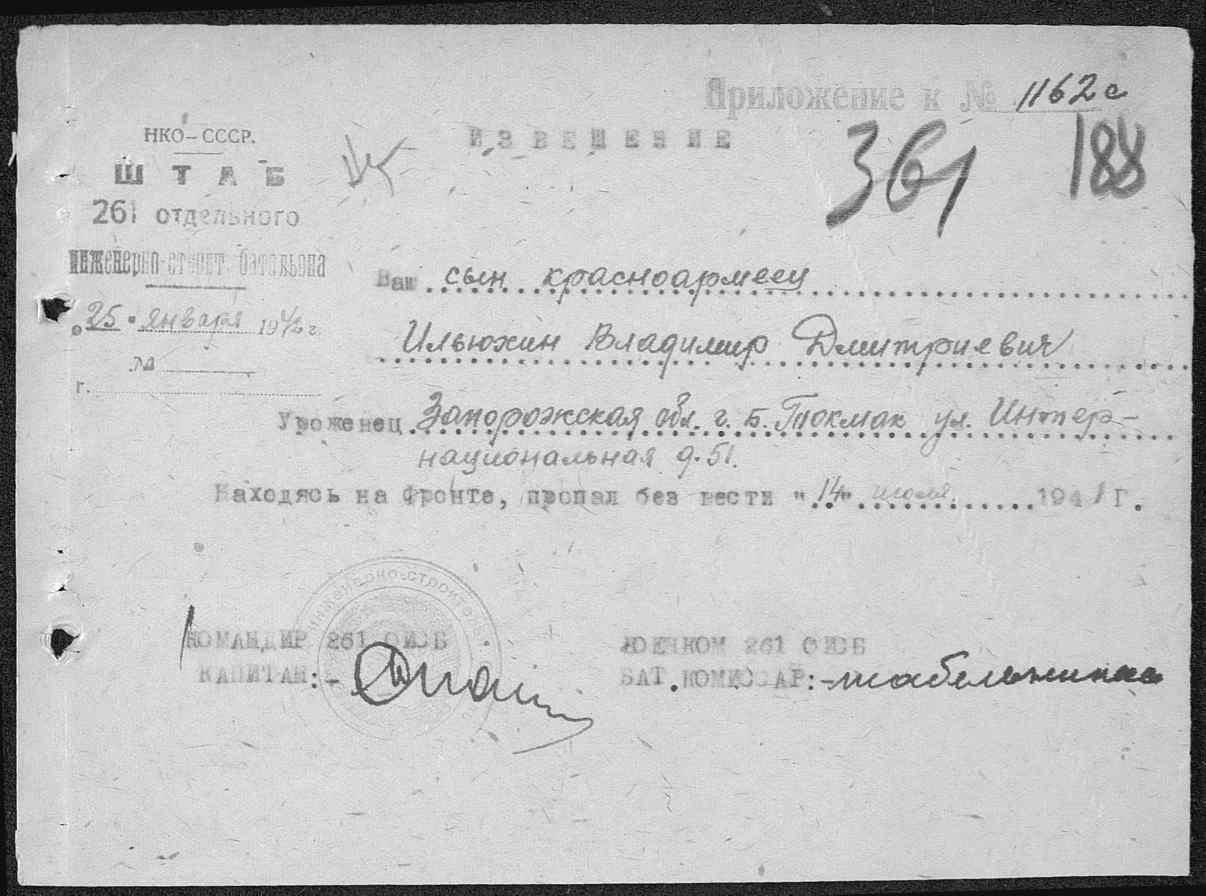 Приложение к № 1162с
НКО–СССР.
ИЗВЕЩЕНИЕ
361 188
ШТАБ
261 отдельного
инженерно-строит. батальона
"25" января 1942 г.
№
г.
Ваш сын красноармеец
Ильюхин Владимир Дмитриевич
Уроженец Запорожская обл. г. Б. Токмак ул. Интер-
национальная д. 51.
Находясь на фронте, пропал без вести "14" июля 1941 г.
КОМАНДИР 261 ОИСБ
КАПИТАН:-
ВОЕНКОМ 261 ОИСБ
БАТ.КОМИССАР:-